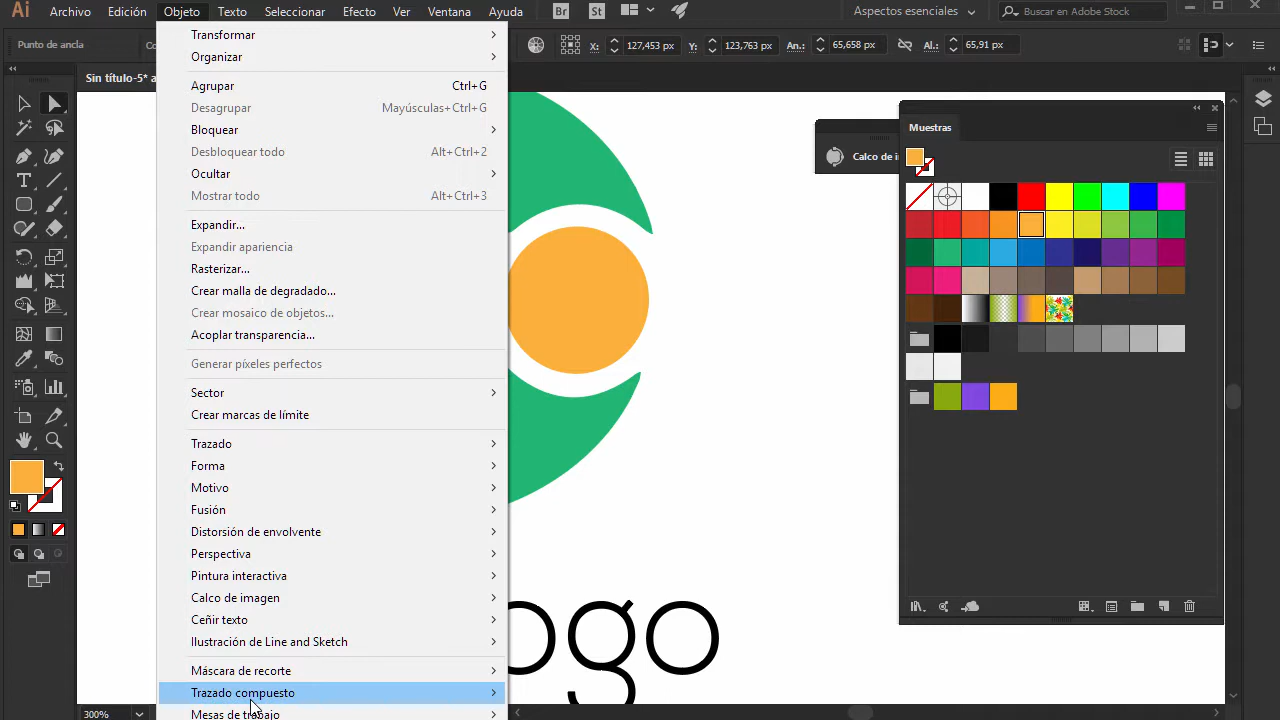 Ai Archivo Edición Objeto Texto Seleccionar Efecto Ver Ventana Ayuda Br St Aspectos esenciales Buscar en Adobe Stock
Punto de ancla X: 127,453 px Y: 123,763 px An.: 65,658 px Al.: 65,91 px
Sin título-5*
Transformar
Organizar
Agrupar Ctrl+G
Desagrupar Mayúsculas+Ctrl+G
Bloquear
Desbloquear todo Alt+Ctrl+2
Ocultar
Mostrar todo Alt+Ctrl+3
Expandir...
Expandir apariencia
Rasterizar...
Crear malla de degradado...
Crear mosaico de objetos...
Acoplar transparencia...
Generar píxeles perfectos
Sector
Crear marcas de límite
Trazado
Forma
Motivo
Fusión
Distorsión de envolvente
Perspectiva
Pintura interactiva
Calco de imagen
Ceñir texto
Ilustración de Line and Sketch
Máscara de recorte
Trazado compuesto
Mesas de trabajo
Calco de i
Muestras
ogo
300%